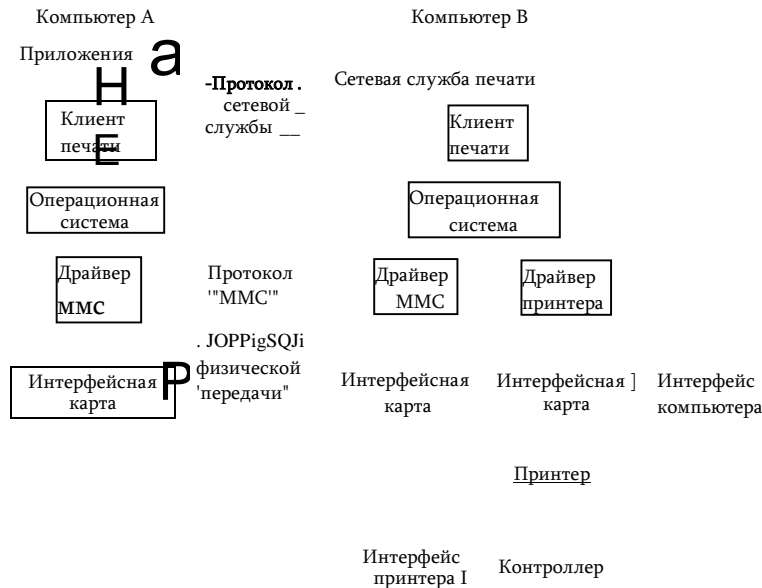 Компьютер А
Компьютер В
Приложения
а
Н
Е
Р
Клиент
печати
Операционная
система
Драйвер
ммс
Интерфейсная
карта
-Протокол .
сетевой _
службы __
Протокол
'"ММС'"
. JOPPigSQJi
физической
'передачи"
Сетевая служба печати
Клиент
печати
Операционная
система
Драйвер
ММС
Драйвер
принтера
Интерфейсная
карта
Интерфейсная ]
карта
Интерфейс
компьютера
Принтер
Интерфейс
принтера I
Контроллер